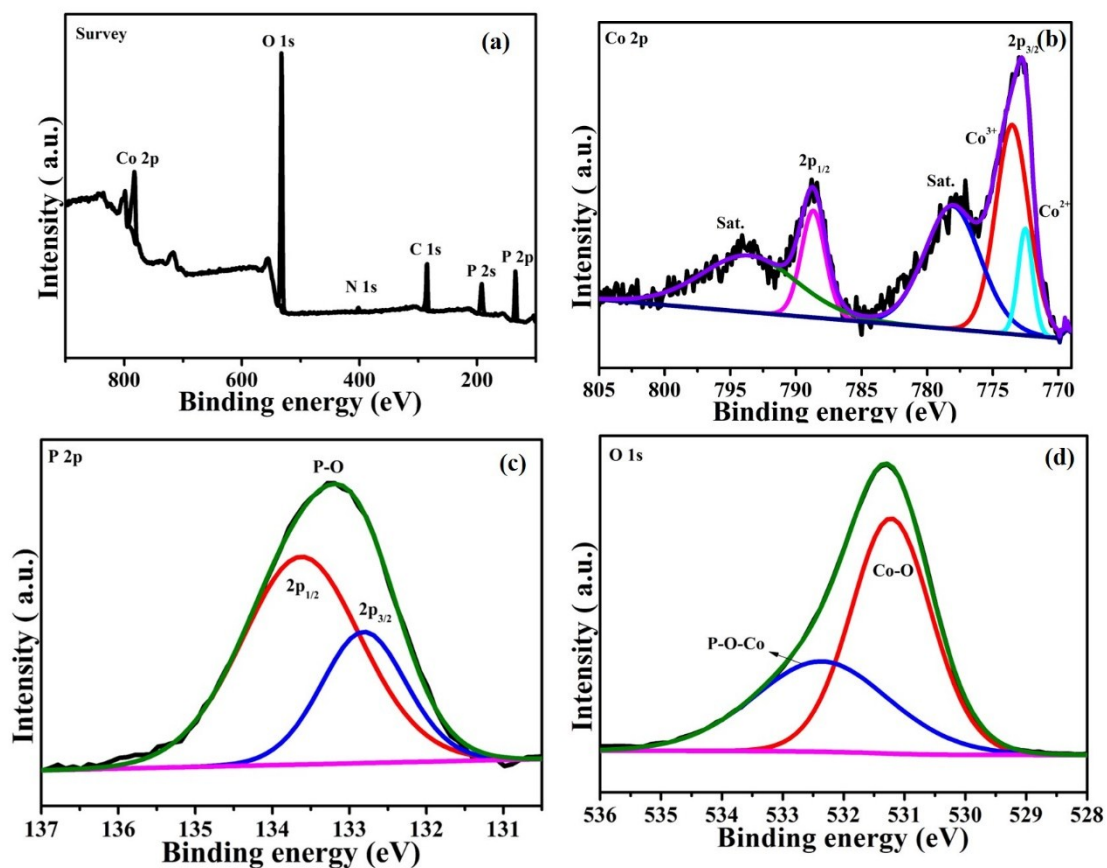 Survey
(a)
O 1s
Co 2p
C 1s
P 2s
P 2p
N 1s
Intensity ( a.u.)
800 600 400 200
Binding energy (eV)
Co 2p
(b)
2p3/2
Co3+
2p1/2
Sat.
Co2+
Sat.
Intensity ( a.u.)
805 800 795 790 785 780 775 770
Binding energy (eV)
P 2p
(c)
P-O
2p1/2
2p3/2
Intensity ( a.u.)
137 136 135 134 133 132 131
Binding energy (eV)
O 1s
(d)
Co-O
P-O-Co
Intensity ( a.u.)
536 535 534 533 532 531 530 529 528
Binding energy (eV)